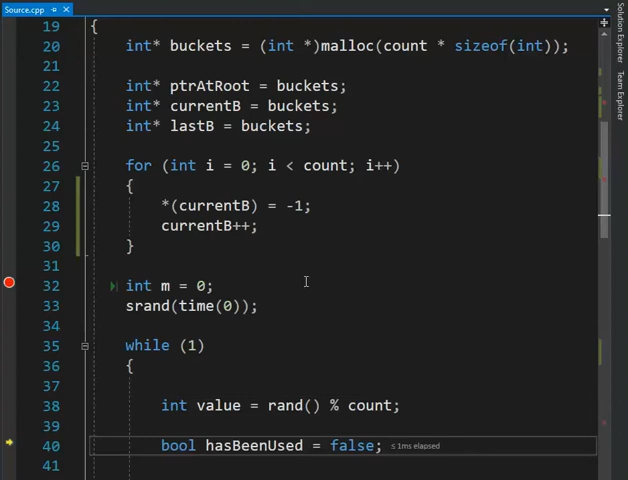 Source.cpp
19 {
20 int* buckets = (int *)malloc(count * sizeof(int));
21
22 int* ptrAtRoot = buckets;
23 int* currentB = buckets;
24 int* lastB = buckets;
25
26 for (int i = 0; i < count; i++)
27 {
28 *(currentB) = -1;
29 currentB++;
30 }
31
32 int m = 0;
33 srand(time(0));
34
35 while (1)
36 {
37
38 int value = rand() % count;
40 bool hasBeenUsed = false; ≤ 1ms elapsed
41
Solution Explorer
Team Explorer